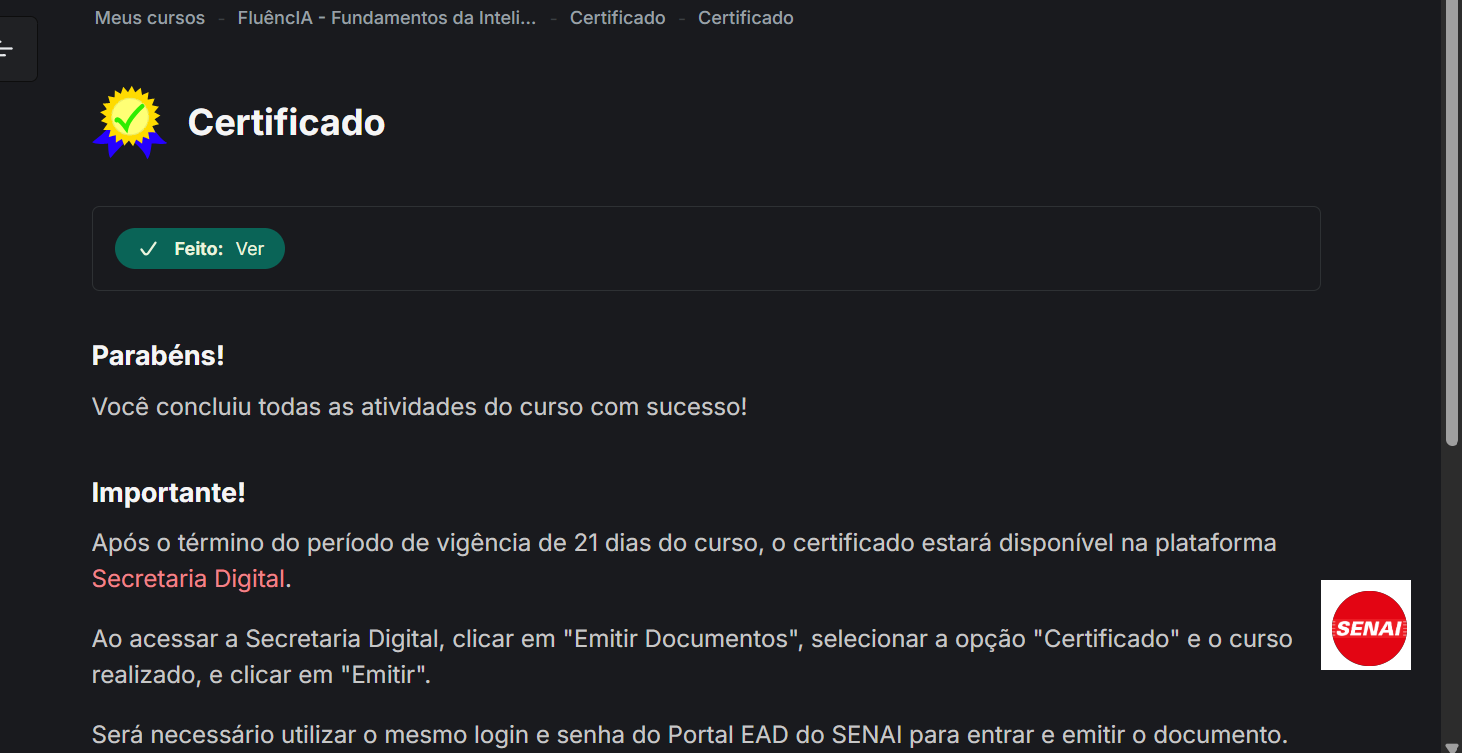 Meus cursos - FluêncIA - Fundamentos da Inteli... - Certificado - Certificado
Certificado
Feito: Ver
Parabéns!
Você concluiu todas as atividades do curso com sucesso!
Importante!
Após o término do período de vigência de 21 dias do curso, o certificado estará disponível na plataforma
Secretaria Digital.
Ao acessar a Secretaria Digital, clicar em "Emitir Documentos", selecionar a opção "Certificado" e o curso
realizado, e clicar em "Emitir".
SENAI
Será necessário utilizar o mesmo login e senha do Portal EAD do SENAI para entrar e emitir o documento.